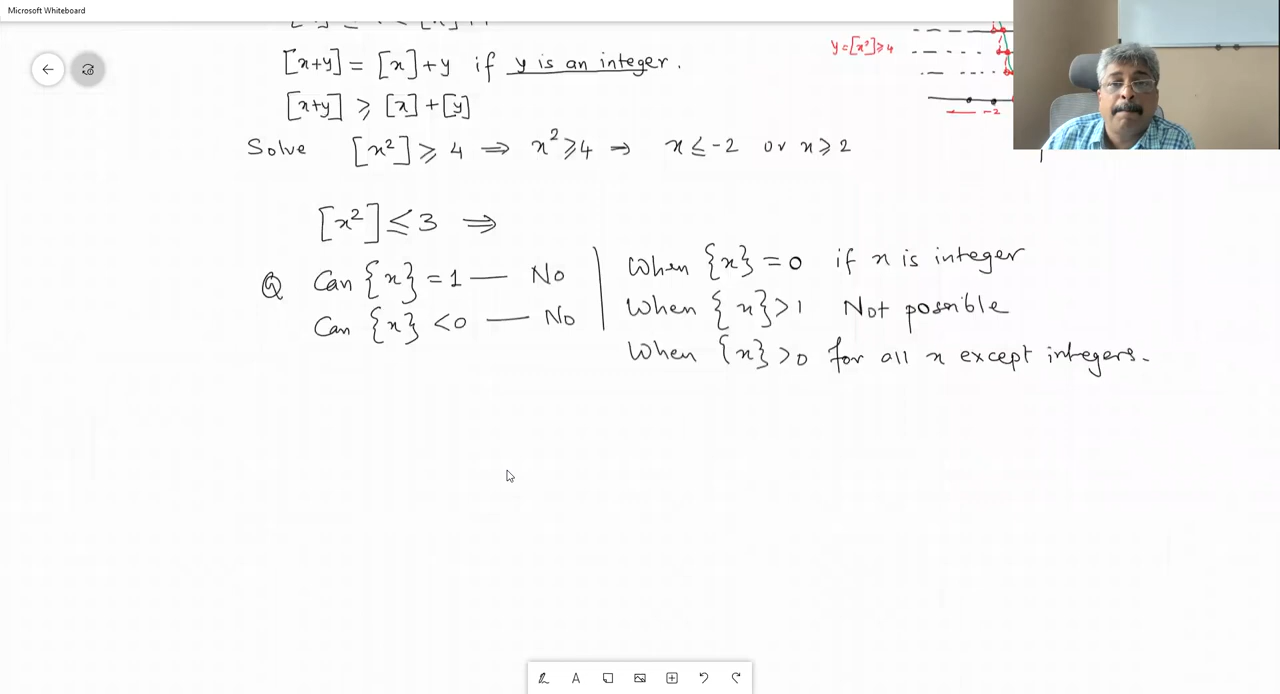 Microsoft Whiteboard
[x+y] = [x]+y if y is an integer.
[x+y] ⩾ [x]+[y]
Solve [x²] ⩾ 4 ⇒ x² ⩾ 4 ⇒ x ≤ -2 or x ⩾ 2
y=[x²]⩾4
-2
[x²] ≤ 3 ⇒
Q Can {x} = 1 — No
Can {x} < 0 — No
When {x} = 0 if x is integer
When {x} > 1 Not possible
When {x} > 0 for all x except integers.
A